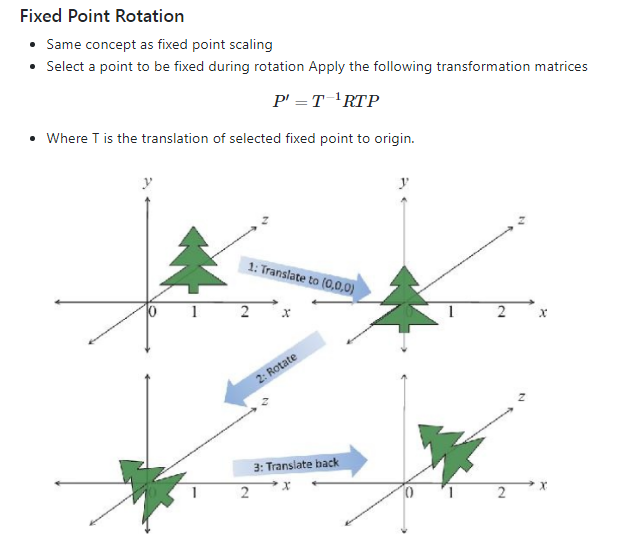 Fixed Point Rotation
• Same concept as fixed point scaling
• Select a point to be fixed during rotation Apply the following transformation matrices
P′ = T⁻¹RTP
• Where T is the translation of selected fixed point to origin.
y
z
0 1 2 x
1: Translate to (0,0,0)
y
z
0 1 2 x
2: Rotate
z
0 1 2 x
3: Translate back
z
0 1 2 x